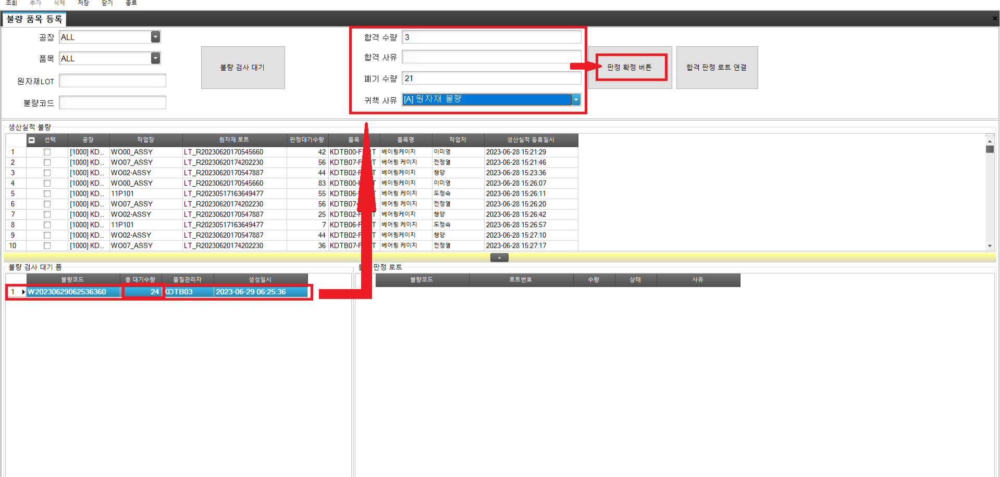 조회 추가 삭제 저장 닫기 종료
불량 품목 등록
공장 ALL
품목 ALL
원자재LOT
불량코드
불량 검사 대기
합격 수량 3
합격 사유
폐기 수량 21
귀책 사유 [A] 원자재 불량
판정 확정 버튼
합격 판정 로트 연결
생산실적 불량
선택 공장 작업장 원자재 로트 판정대기수량 품목 품목명 작업자 생산실적 등록일시
1 [1000] KD... WO00_ASSY LT_R20230620170545660 42 KDTB00-F 베이링케이지 이미영 2023-06-28 15:21:29
2 [1000] KD... WO07_ASSY LT_R20230620174202230 56 KDTB07-F 베어링 케이지 전정열 2023-06-28 15:21:46
3 [1000] KD... WO02-ASSY LT_R20230620170547887 44 KDTB02-F 베어링케이지 챙양 2023-06-28 15:23:36
4 [1000] KD... WO00_ASSY LT_R20230620170545660 83 KDTB00-F 베이링케이지 이미영 2023-06-28 15:26:07
5 [1000] KD... 11P101 LT_R20230517163649477 55 KDTB06- 베어링케이지 도정숙 2023-06-28 15:26:11
6 [1000] KD... WO07_ASSY LT_R20230620174202230 56 KDTB07- 베어링 케이지 전정열 2023-06-28 15:26:20
7 [1000] KD... WO02-ASSY LT_R20230620170547887 25 KDTB02-F 베어링케이지 챙양 2023-06-28 15:26:42
8 [1000] KD... 11P101 LT_R20230517163649477 7 KDTB06-F 베어링케이지 도정숙 2023-06-28 15:26:57
9 [1000] KD... WO02-ASSY LT_R20230620170547887 44 KDTB02-F 베어링케이지 챙양 2023-06-28 15:27:10
10 [1000] KD... WO07_ASSY LT_R20230620174202230 36 KDTB07-F 베어링 케이지 전정열 2023-06-28 15:27:17
불량 검사 대기 품
불량코드 총 대기수량 품질관리자 생성일시
1 W20230629062536360 24 KDTB03 2023-06-29 06:25:36
판정 로트
불량코드 로트번호 수량 상태 사유